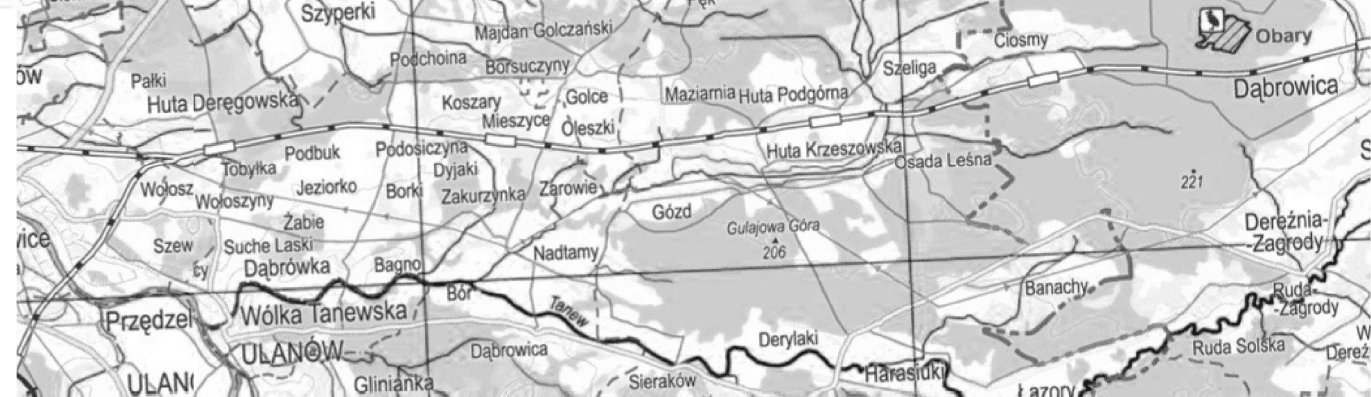 Szyperki
Majdan Golczański
Ciosmy
Obary
Podchoina
Borsuczyny
Szeliga
Pałki
Huta Deręgowska
Koszary
Golce
Maziarnia
Huta Podgórna
Dąbrowica
Mieszyce
Oleszki
Podbuk
Podosiczyna
Huta Krzeszowska
Osada Leśna
Tobyłka
Dyjaki
Wołosz
Jeziorko
Borki
Zakurzynka
Żarowie
221
Wołoszyny
Żabie
Gózd
Gulajowa Góra
206
Dereźnia-
-Zagrody
Szew
cy
Suche Laski
Nadtamy
Dąbrówka
Bagno
Bór
Banachy
Ruda-
-Zagrody
Przędzel
Wólka Tanewska
Tanew
Derylaki
Ruda Solska
ULANÓW
Dąbrowica
Sieraków
Harasiuki
Glinianka
Łazory